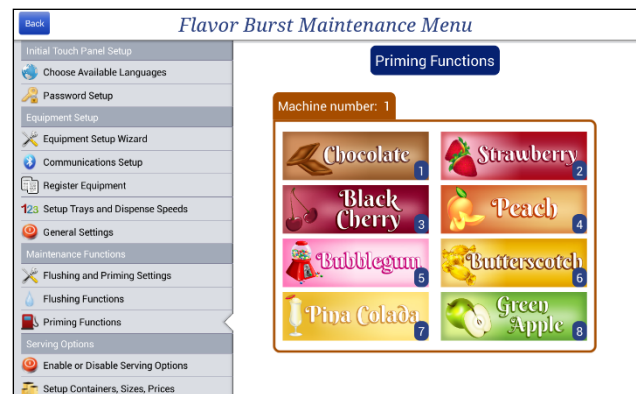 Back
Flavor Burst Maintenance Menu
Initial Touch Panel Setup
Choose Available Languages
Password Setup
Equipment Setup
Equipment Setup Wizard
Communications Setup
Register Equipment
123 Setup Trays and Dispense Speeds
General Settings
Maintenance Functions
Flushing and Priming Settings
Flushing Functions
Priming Functions
Serving Options
Enable or Disable Serving Options
Setup Containers, Sizes, Prices
Priming Functions
Machine number: 1
Chocolate
1
Strawberry
2
Black
Cherry
3
Peach
4
Bubblegum
5
Butterscotch
6
Pina Colada
7
Green
Apple
8